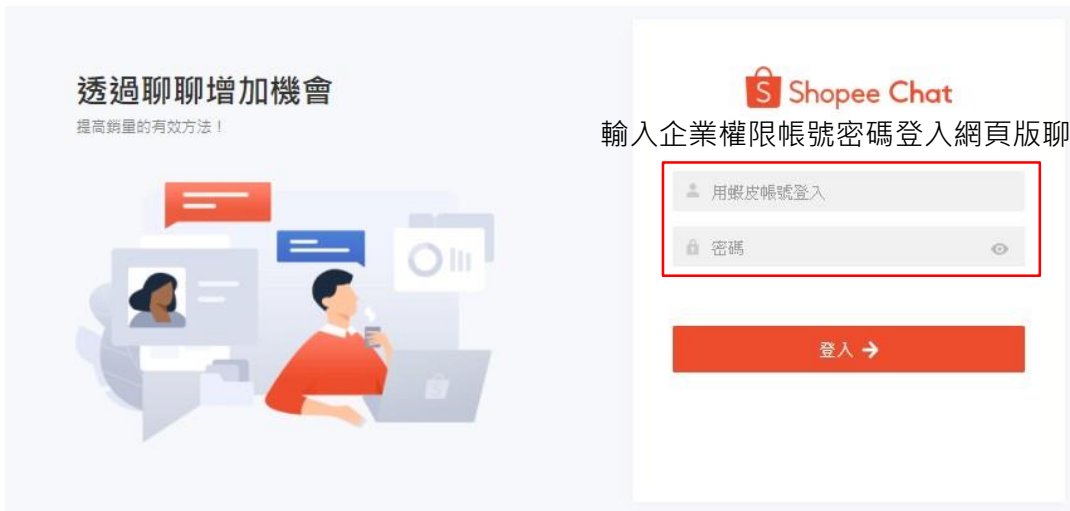 透過聊聊增加機會
提高銷量的有效方法！
S Shopee Chat
輸入企業權限帳號密碼登入網頁版聊
用蝦皮帳號登入
密碼
登入 →
S